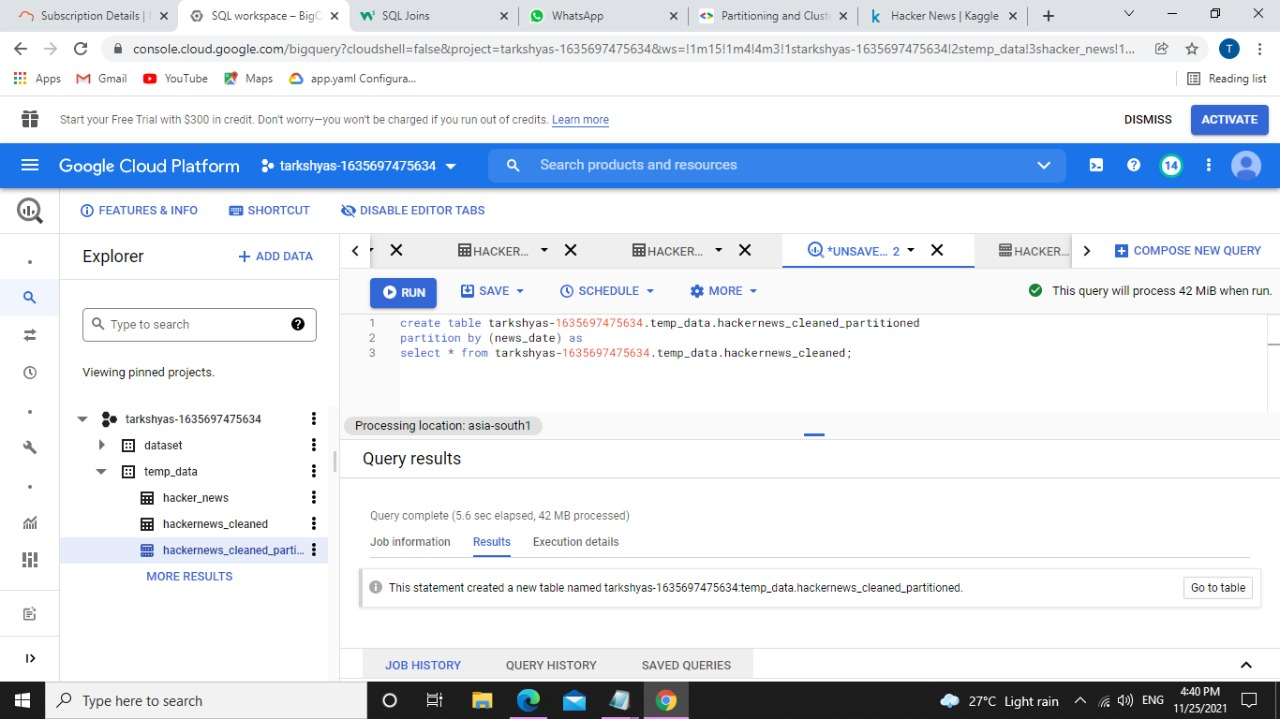 Subscription Details |
SQL workspace – BigC
SQL Joins
WhatsApp
Partitioning and Clust
Hacker News | Kaggle
console.cloud.google.com/bigquery?cloudshell=false&project=tarkshyas-1635697475634&ws=!1m15!1m4!4m3!1starkshyas-1635697475634!2stemp_data!3shacker_news!1...
T
Apps
Gmail
YouTube
Maps
app.yaml Configura...
Reading list
Start your Free Trial with $300 in credit. Don't worry—you won't be charged if you run out of credits. Learn more
DISMISS
ACTIVATE
Google Cloud Platform
tarkshyas-1635697475634
Search products and resources
14
FEATURES & INFO
SHORTCUT
DISABLE EDITOR TABS
Explorer
+ ADD DATA
HACKER...
HACKER...
*UNSAVE... 2
HACKER...
COMPOSE NEW QUERY
RUN
SAVE
SCHEDULE
MORE
This query will process 42 MiB when run.
Type to search
Viewing pinned projects.
tarkshyas-1635697475634
dataset
temp_data
hacker_news
hackernews_cleaned
hackernews_cleaned_parti...
MORE RESULTS
1 create table tarkshyas-1635697475634.temp_data.hackernews_cleaned_partitioned
2 partition by (news_date) as
3 select * from tarkshyas-1635697475634.temp_data.hackernews_cleaned;
Processing location: asia-south1
Query results
Query complete (5.6 sec elapsed, 42 MB processed)
Job information
Results
Execution details
This statement created a new table named tarkshyas-1635697475634:temp_data.hackernews_cleaned_partitioned.
Go to table
JOB HISTORY
QUERY HISTORY
SAVED QUERIES
Type here to search
27°C Light rain
ENG
4:40 PM
11/25/2021